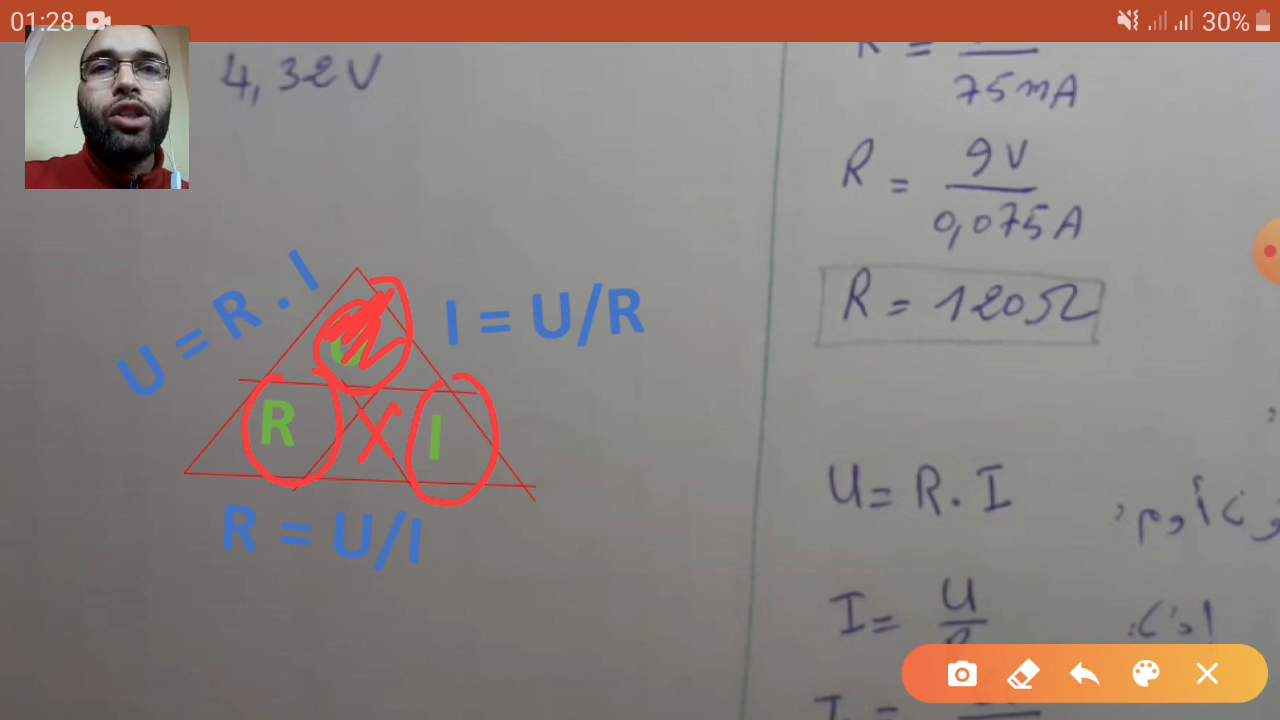 01:28
30%
4,32V
75mA
R = 9V
0,075A
R = 120Ω
U = R . I
I = U/R
U
R X I
R = U/I
U = R . I
I = U